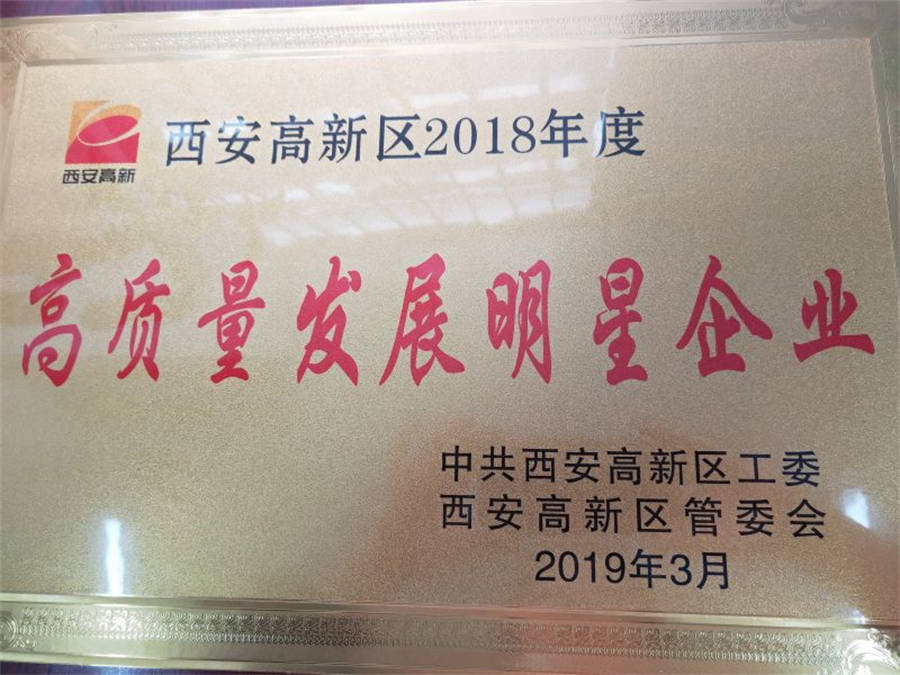 西安高新区2018年度
西安高新
高质量发展明星企业
中共西安高新区工委
西安高新区管委会
2019年3月